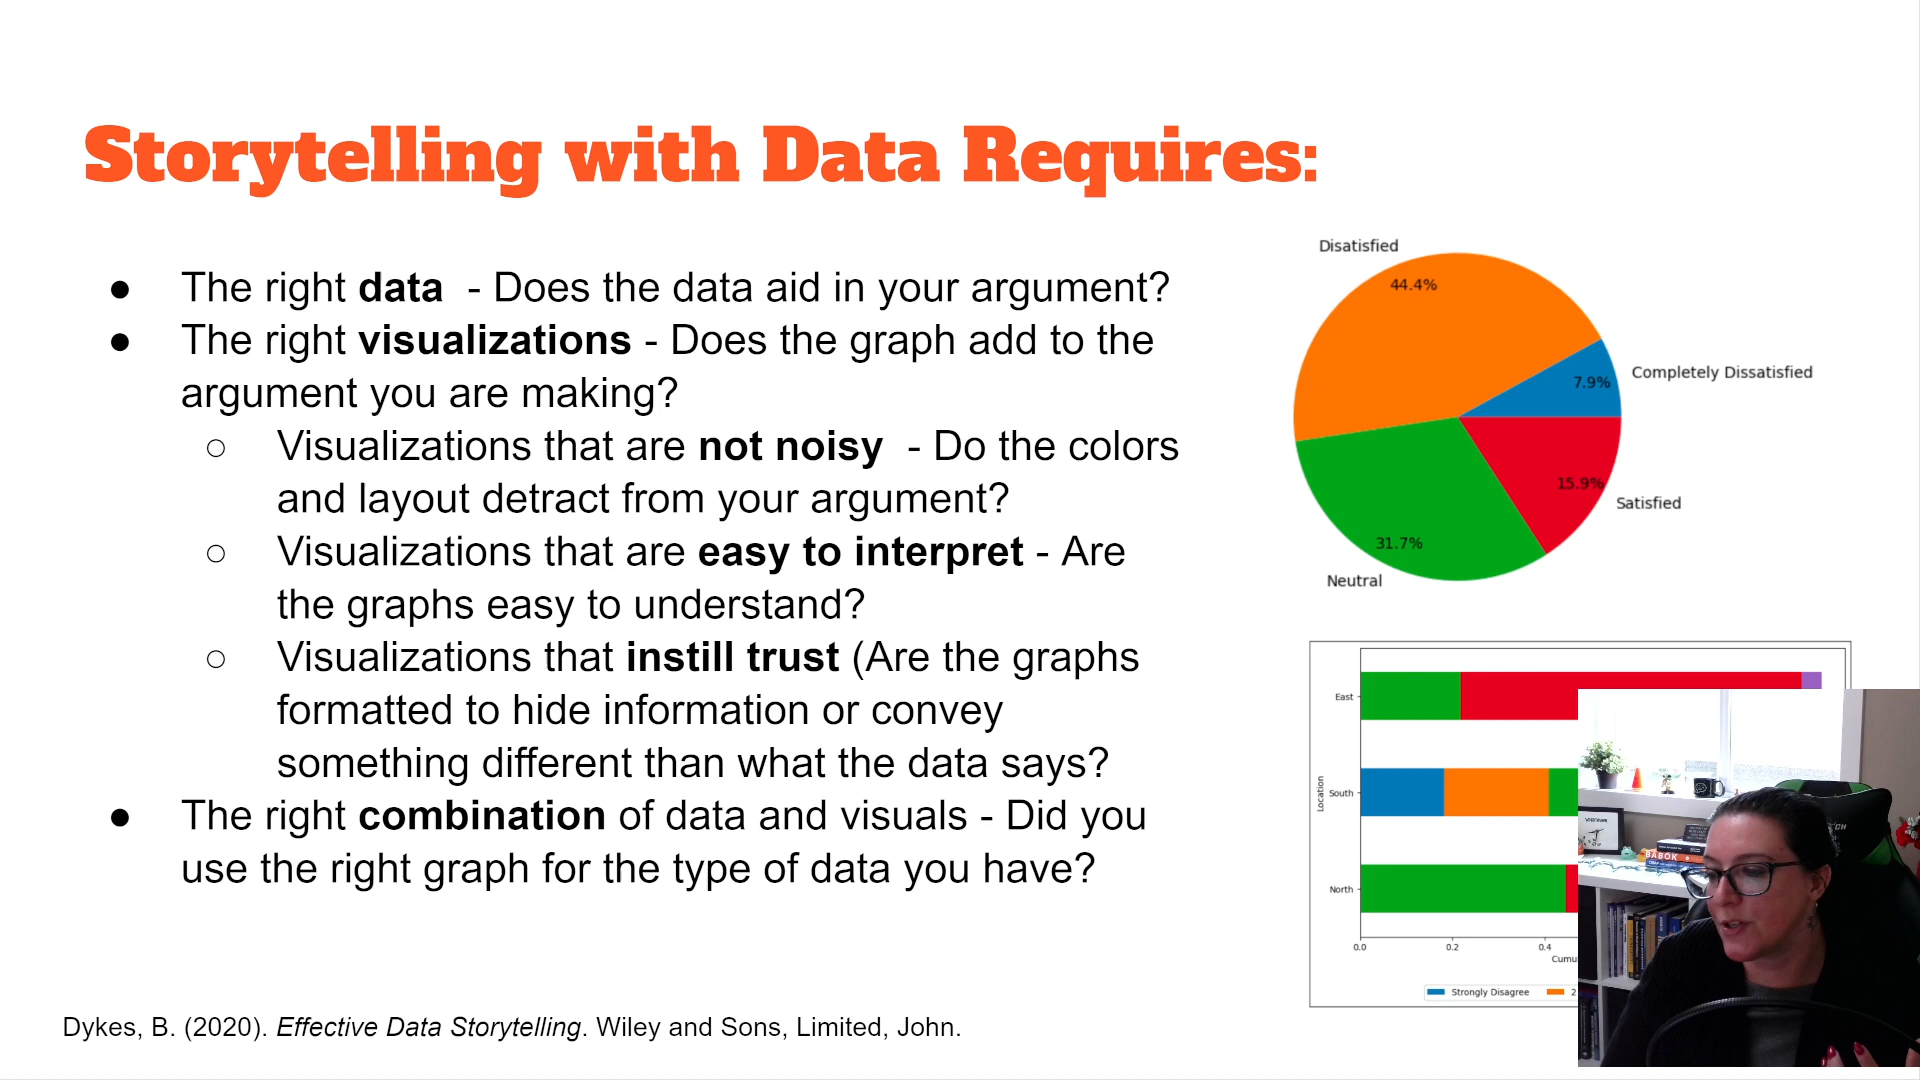 Storytelling with Data Requires:
● The right data - Does the data aid in your argument?
● The right visualizations - Does the graph add to the
argument you are making?
○ Visualizations that are not noisy - Do the colors
and layout detract from your argument?
○ Visualizations that are easy to interpret - Are
the graphs easy to understand?
○ Visualizations that instill trust (Are the graphs
formatted to hide information or convey
something different than what the data says?
● The right combination of data and visuals - Did you
use the right graph for the type of data you have?
Dykes, B. (2020). Effective Data Storytelling. Wiley and Sons, Limited, John.
Disatisfied
44.4%
7.9%
Completely Dissatisfied
15.9%
Satisfied
31.7%
Neutral
East
Location
South
North
0.0 0.2 0.4
Cumu
Strongly Disagree 2
BABOK